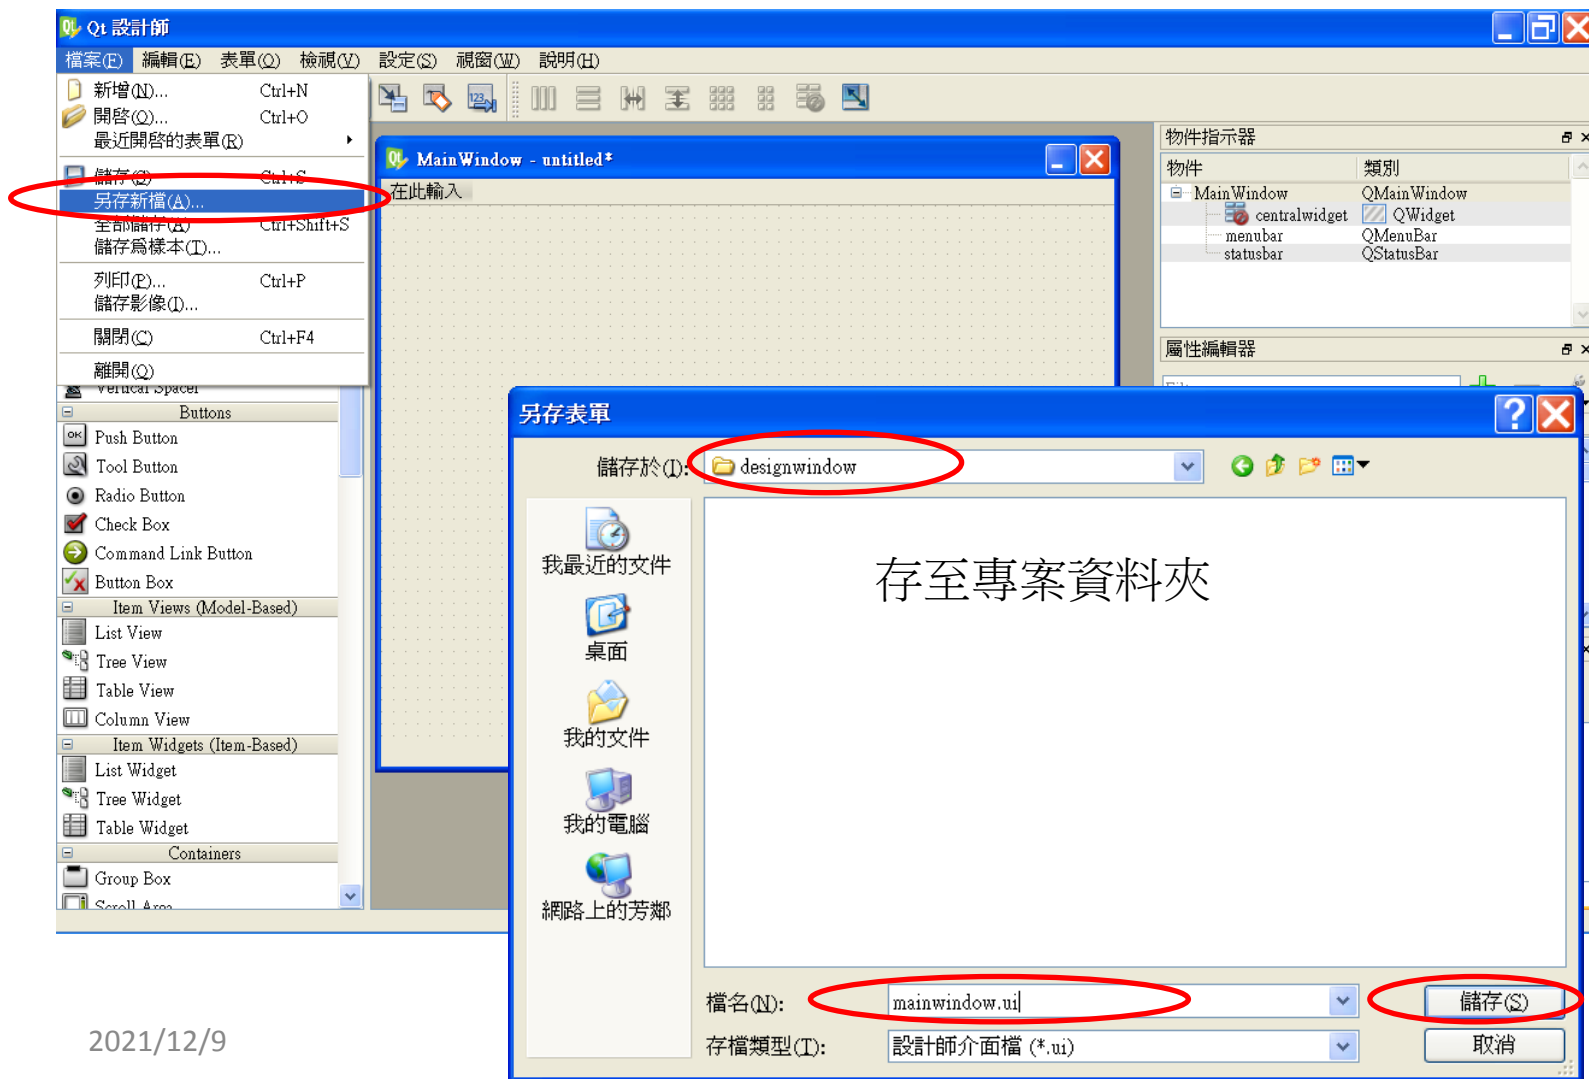 Qt 設計師
檔案(F) 編輯(E) 表單(O) 檢視(V) 設定(S) 視窗(W) 說明(H)
新增(N)... Ctrl+N
開啓(O)... Ctrl+O
最近開啓的表單(R)
儲存(S) Ctrl+S
另存新檔(A)...
全部儲存(A) Ctrl+Shift+S
儲存爲樣本(T)...
列印(P)... Ctrl+P
儲存影像(I)...
關閉(C) Ctrl+F4
離開(Q)
Vertical Spacer
Buttons
Push Button
Tool Button
Radio Button
Check Box
Command Link Button
Button Box
Item Views (Model-Based)
List View
Tree View
Table View
Column View
Item Widgets (Item-Based)
List Widget
Tree Widget
Table Widget
Containers
Group Box
Scroll Area
MainWindow - untitled*
在此輸入
物件指示器
物件 類別
MainWindow QMainWindow
centralwidget QWidget
menubar QMenuBar
statusbar QStatusBar
屬性編輯器
另存表單
儲存於(I): designwindow
我最近的文件
桌面
我的文件
我的電腦
網路上的芳鄰
存至專案資料夾
檔名(N): mainwindow.ui 儲存(S)
存檔類型(T): 設計師介面檔 (*.ui) 取消
2021/12/9